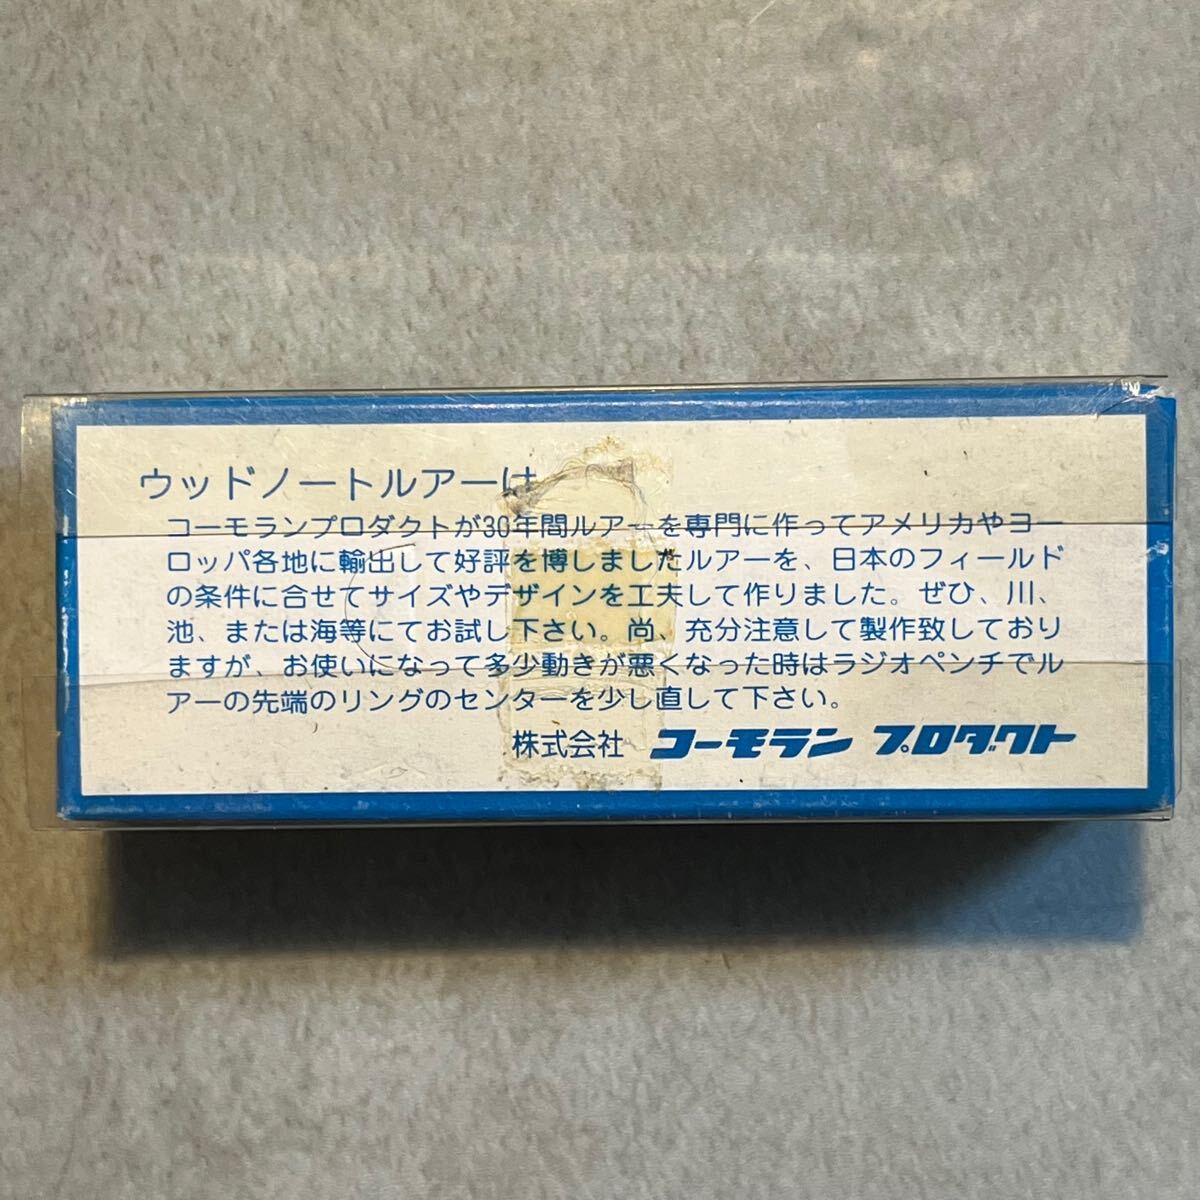 ウッドノートルアーは
コーモランプロダクトが30年間ルアーを専門に作ってアメリカやヨー
ロッパ各地に輸出して好評を博しましたルアーを、日本のフィールド
の条件に合せてサイズやデザインを工夫して作りました。ぜひ、川、
池、または海等にてお試し下さい。尚、充分注意して製作致しており
ますが、お使いになって多少動きが悪くなった時はラジオペンチでル
アーの先端のリングのセンターを少し直して下さい。
株式会社 コーモラン プロダクト